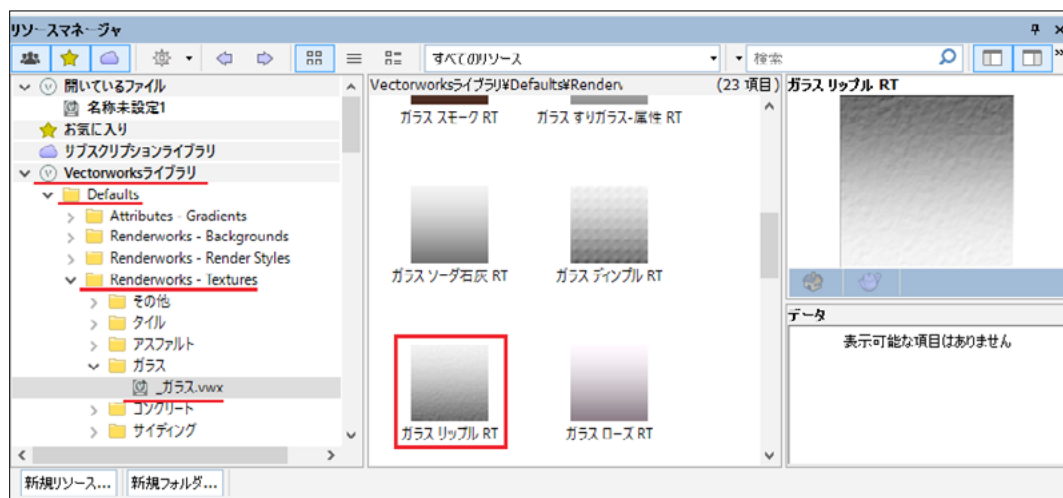 リソースマネージャ
すべてのリソース
検索
開いているファイル
名称未設定1
お気に入り
サブスクリプションライブラリ
Vectorworksライブラリ
Defaults
Attributes - Gradients
Renderworks - Backgrounds
Renderworks - Render Styles
Renderworks - Textures
その他
タイル
アスファルト
ガラス
_ガラス.vwx
コンクリート
サイディング
新規リソース...
新規フォルダ...
Vectorworksライブラリ¥Defaults¥Renderw
(23 項目)
ガラス スモーク RT
ガラス すりガラス-属性 RT
ガラス ソーダ石灰 RT
ガラス ディンプル RT
ガラス リップル RT
ガラス ローズ RT
ガラス リップル RT
データ
表示可能な項目はありません